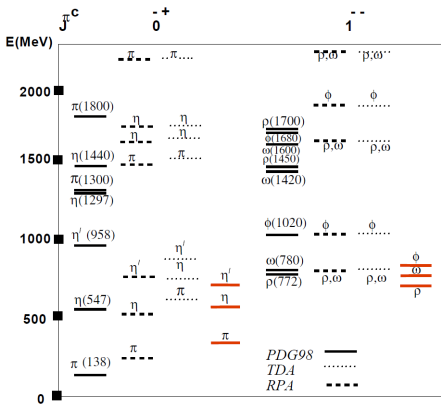 J π C
0 - +
1 - -
E(MeV)
π π
ρ,ω ρ,ω
2000
π(1800)
ϕ ϕ
η η
η η
ρ(1700)
ϕ(1680)
ω(1600)
ρ,ω ρ,ω
1500
η(1440)
π π
ρ(1450)
ω(1420)
π(1300)
η(1297)
ϕ(1020)
ϕ ϕ
1000
η' (958)
η'
η' η
η'
ω(780)
ρ(772)
ρ,ω ρ,ω
ϕ
ω
ρ
η(547)
η
π
η
500
π
π
π (138)
PDG98
TDA
RPA
0